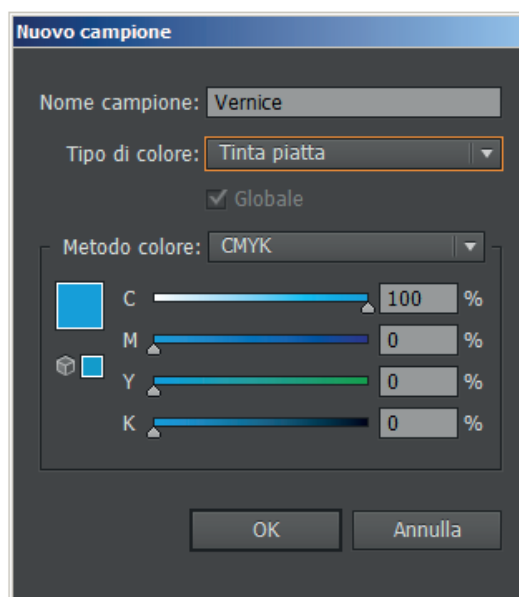 Nuovo campione
Nome campione: Vernice
Tipo di colore: Tinta piatta
Globale
Metodo colore: CMYK
C 100 %
M 0 %
Y 0 %
K 0 %
OK Annulla